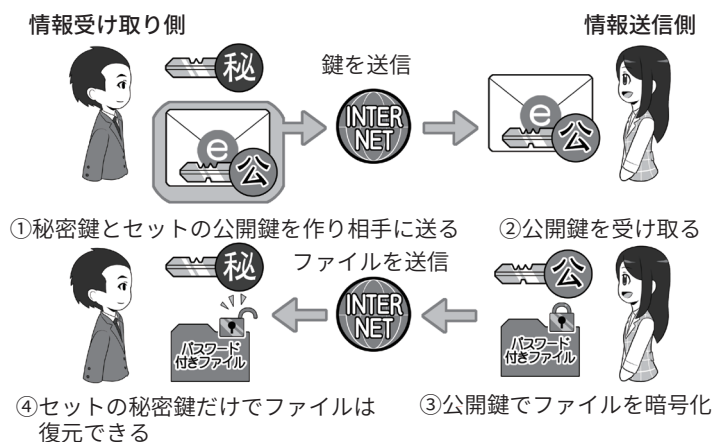 情報受け取り側
情報送信側
秘
鍵を送信
INTER
NET
e
公
e
公
①秘密鍵とセットの公開鍵を作り相手に送る
②公開鍵を受け取る
秘
ファイルを送信
公
INTER
NET
パスワード
付きファイル
パスワード
付きファイル
④セットの秘密鍵だけでファイルは
復元できる
③公開鍵でファイルを暗号化